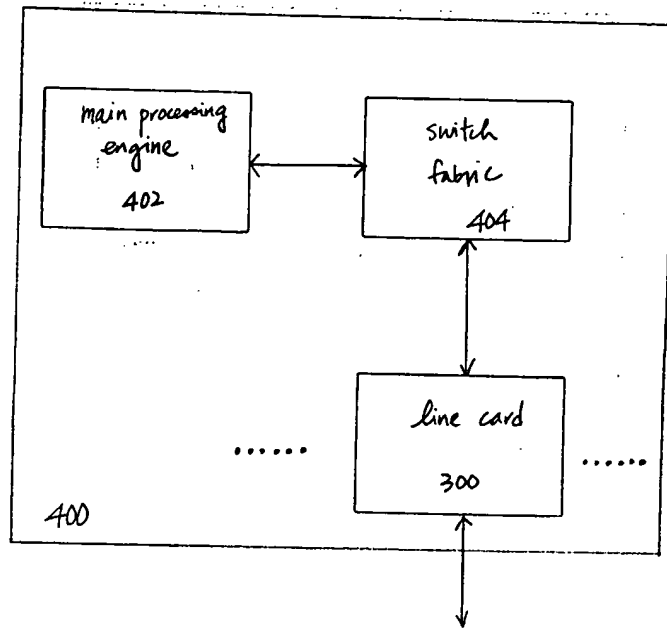 main processing
engine
402
switch
fabric
404
line card
300
400